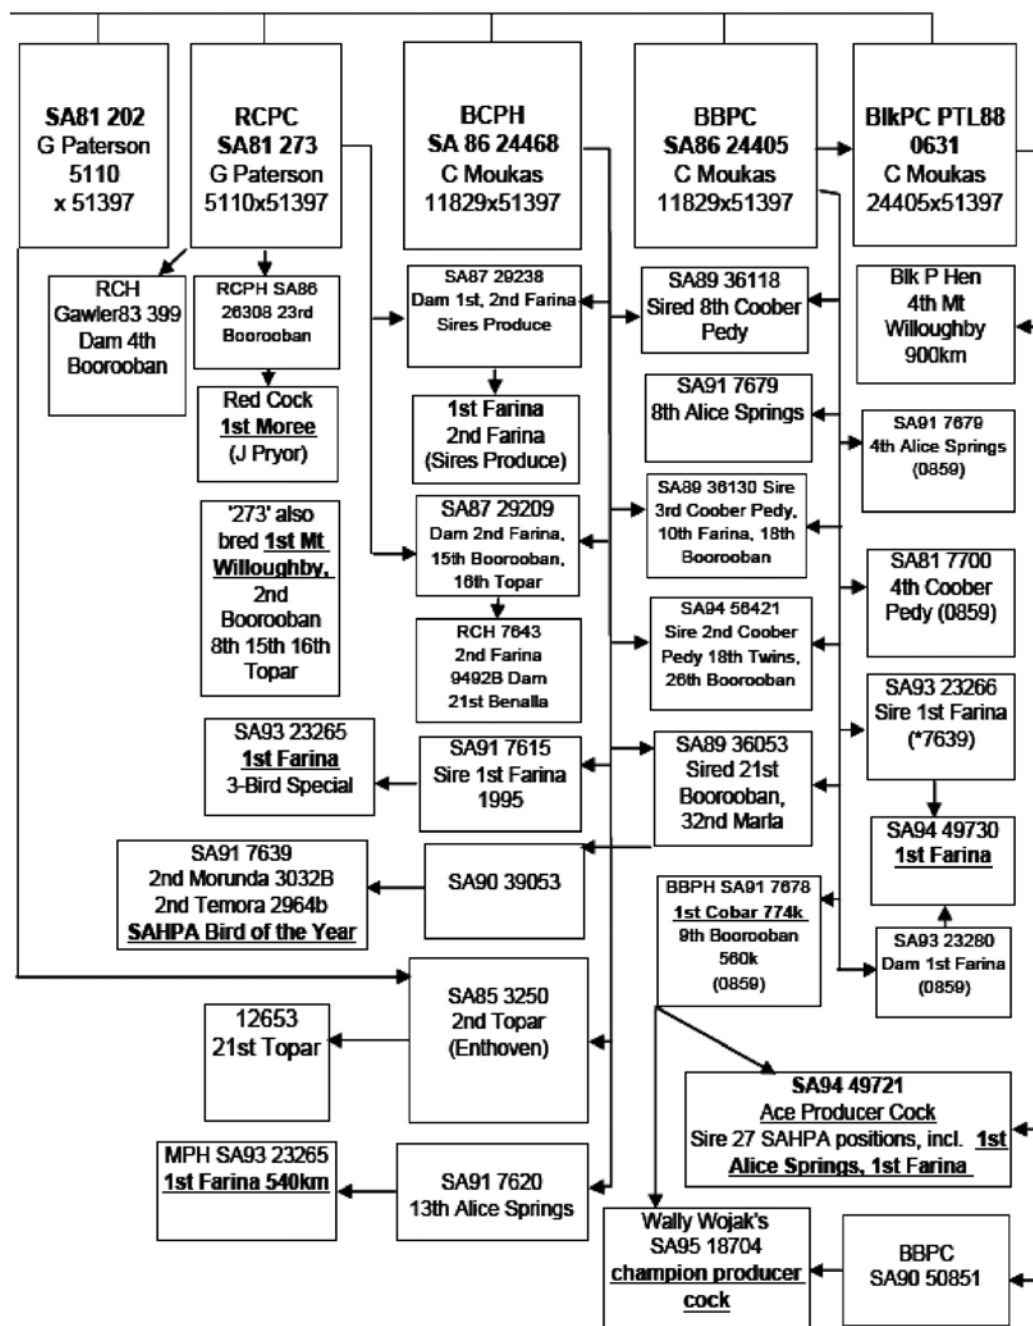 SA81 202
G Paterson
5110
x 51397
RCPC
SA81 273
G Paterson
5110x51397
BCPH
SA 86 24468
C Moukas
11829x51397
BBPC
SA86 24405
C Moukas
11829x51397
BlkPC PTL88
0631
C Moukas
24405x51397
RCH
Gawler83 399
Dam 4th
Boorooban
RCPH SA86
26308 23rd
Boorooban
SA87 29238
Dam 1st, 2nd Farina
Sires Produce
SA89 36118
Sired 8th Coober
Pedy
Blk P Hen
4th Mt
Willoughby
900km
Red Cock
1st Moree
(J Pryor)
1st Farina
2nd Farina
(Sires Produce)
SA91 7679
8th Alice Springs
SA91 7679
4th Alice Springs
(0859)
'273' also
bred 1st Mt
Willoughby,
2nd
Boorooban
8th 15th 16th
Topar
SA87 29209
Dam 2nd Farina,
15th Boorooban,
16th Topar
SA89 36130 Sire
3rd Coober Pedy,
10th Farina, 18th
Boorooban
SA81 7700
4th Coober
Pedy (0859)
RCH 7643
2nd Farina
9492B Dam
21st Benalla
SA94 56421
Sire 2nd Coober
Pedy 18th Twins,
26th Boorooban
SA93 23266
Sire 1st Farina
(*7639)
SA93 23265
1st Farina
3-Bird Special
SA91 7615
Sire 1st Farina
1995
SA89 36053
Sired 21st
Boorooban,
32nd Marla
SA94 49730
1st Farina
SA91 7639
2nd Morunda 3032B
2nd Temora 2964b
SAHPA Bird of the Year
SA90 39053
BBPH SA91 7678
1st Cobar 774k
9th Boorooban
560k
(0859)
SA93 23280
Dam 1st Farina
(0859)
12653
21st Topar
SA85 3250
2nd Topar
(Enthoven)
SA94 49721
Ace Producer Cock
Sire 27 SAHPA positions, incl. 1st
Alice Springs, 1st Farina
MPH SA93 23265
1st Farina 540km
SA91 7620
13th Alice Springs
Wally Wojak's
SA95 18704
champion producer
cock
BBPC
SA90 50851